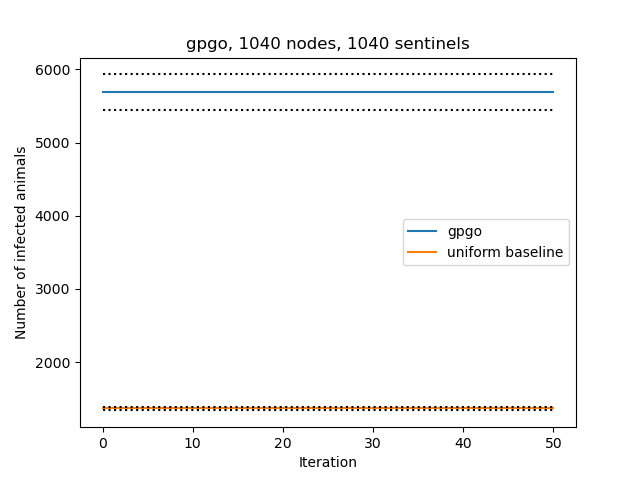 gpgo, 1040 nodes, 1040 sentinels
6000
5000
4000
3000
2000
Number of infected animals
gpgo
uniform baseline
0 10 20 30 40 50
Iteration